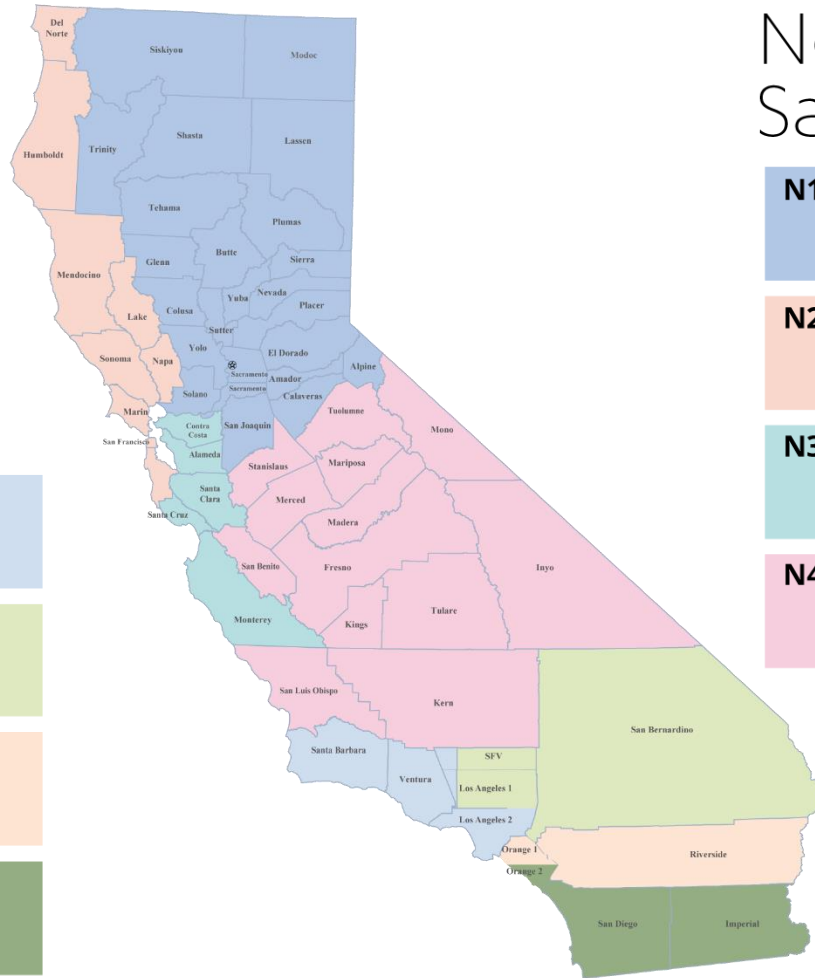 Del
Norte
Siskiyou
Modoc
Humboldt
Trinity
Shasta
Lassen
Tehama
Plumas
Mendocino
Glenn
Butte
Sierra
Lake
Colusa
Yuba
Nevada
Placer
Sutter
Sonoma
Napa
Yolo
El Dorado
Sacramento
Alpine
Amador
Sacramento
Solano
Calaveras
Marin
Contra
Costa
San Joaquin
Tuolumne
Mono
San Francisco
Alameda
Stanislaus
Mariposa
Santa
Clara
Merced
Santa Cruz
Madera
San Benito
Fresno
Inyo
Monterey
Kings
Tulare
San Luis Obispo
Kern
Santa Barbara
Ventura
SFV
San Bernardino
Los Angeles 1
Los Angeles 2
Orange 1
Riverside
Orange 2
San Diego
Imperial
N1
N2
N3
N4